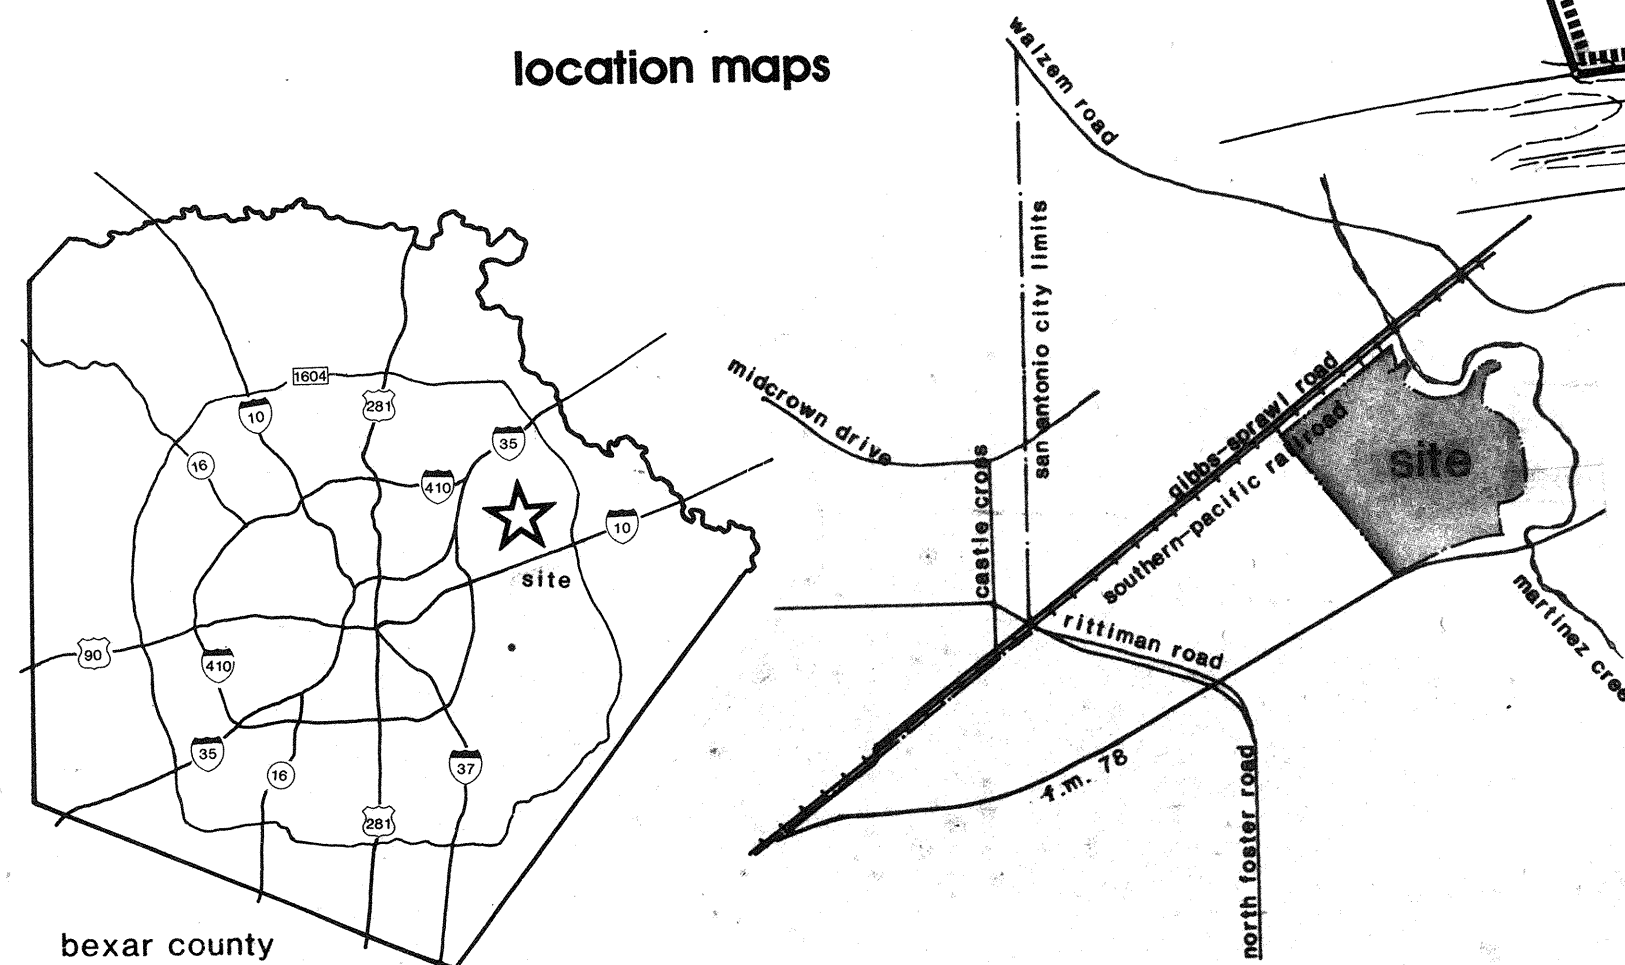 location maps
1604
10
281
35
16
410
10
site
90
410
35
16
37
281
bexar county
walzem road
san antonio city limits
midcrown drive
castle cross
gibbs-sprawl road
southern-pacific railroad
site
rittiman road
martinez cree
f.m. 78
north foster road